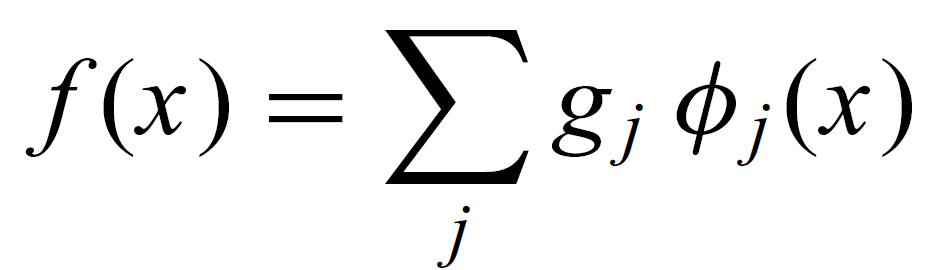 f(x) = ∑_j g_j ϕ_j(x)